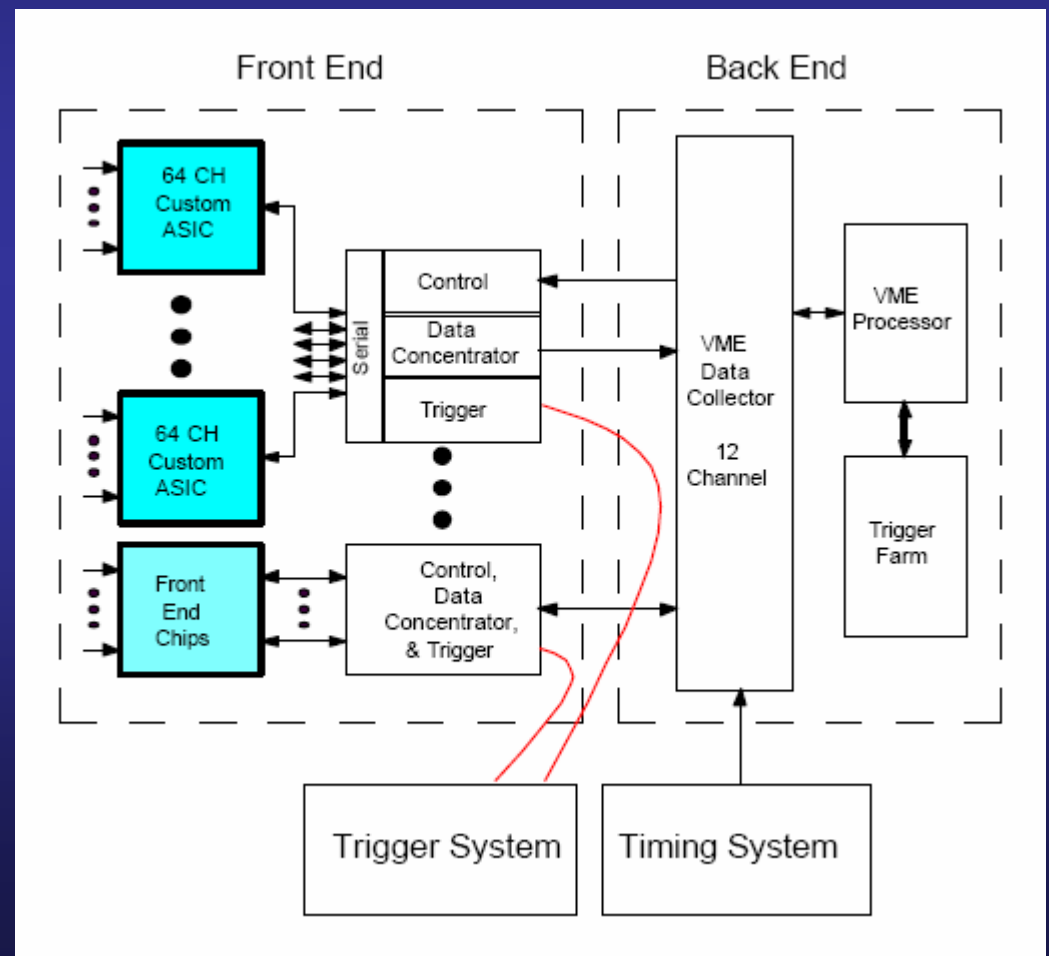 Front End
Back End
64 CH
Custom
ASIC
Serial
Control
Data
Concentrator
Trigger
64 CH
Custom
ASIC
Front
End
Chips
Control,
Data
Concentrator,
& Trigger
VME
Data
Collector
12
Channel
VME
Processor
Trigger
Farm
Trigger System
Timing System